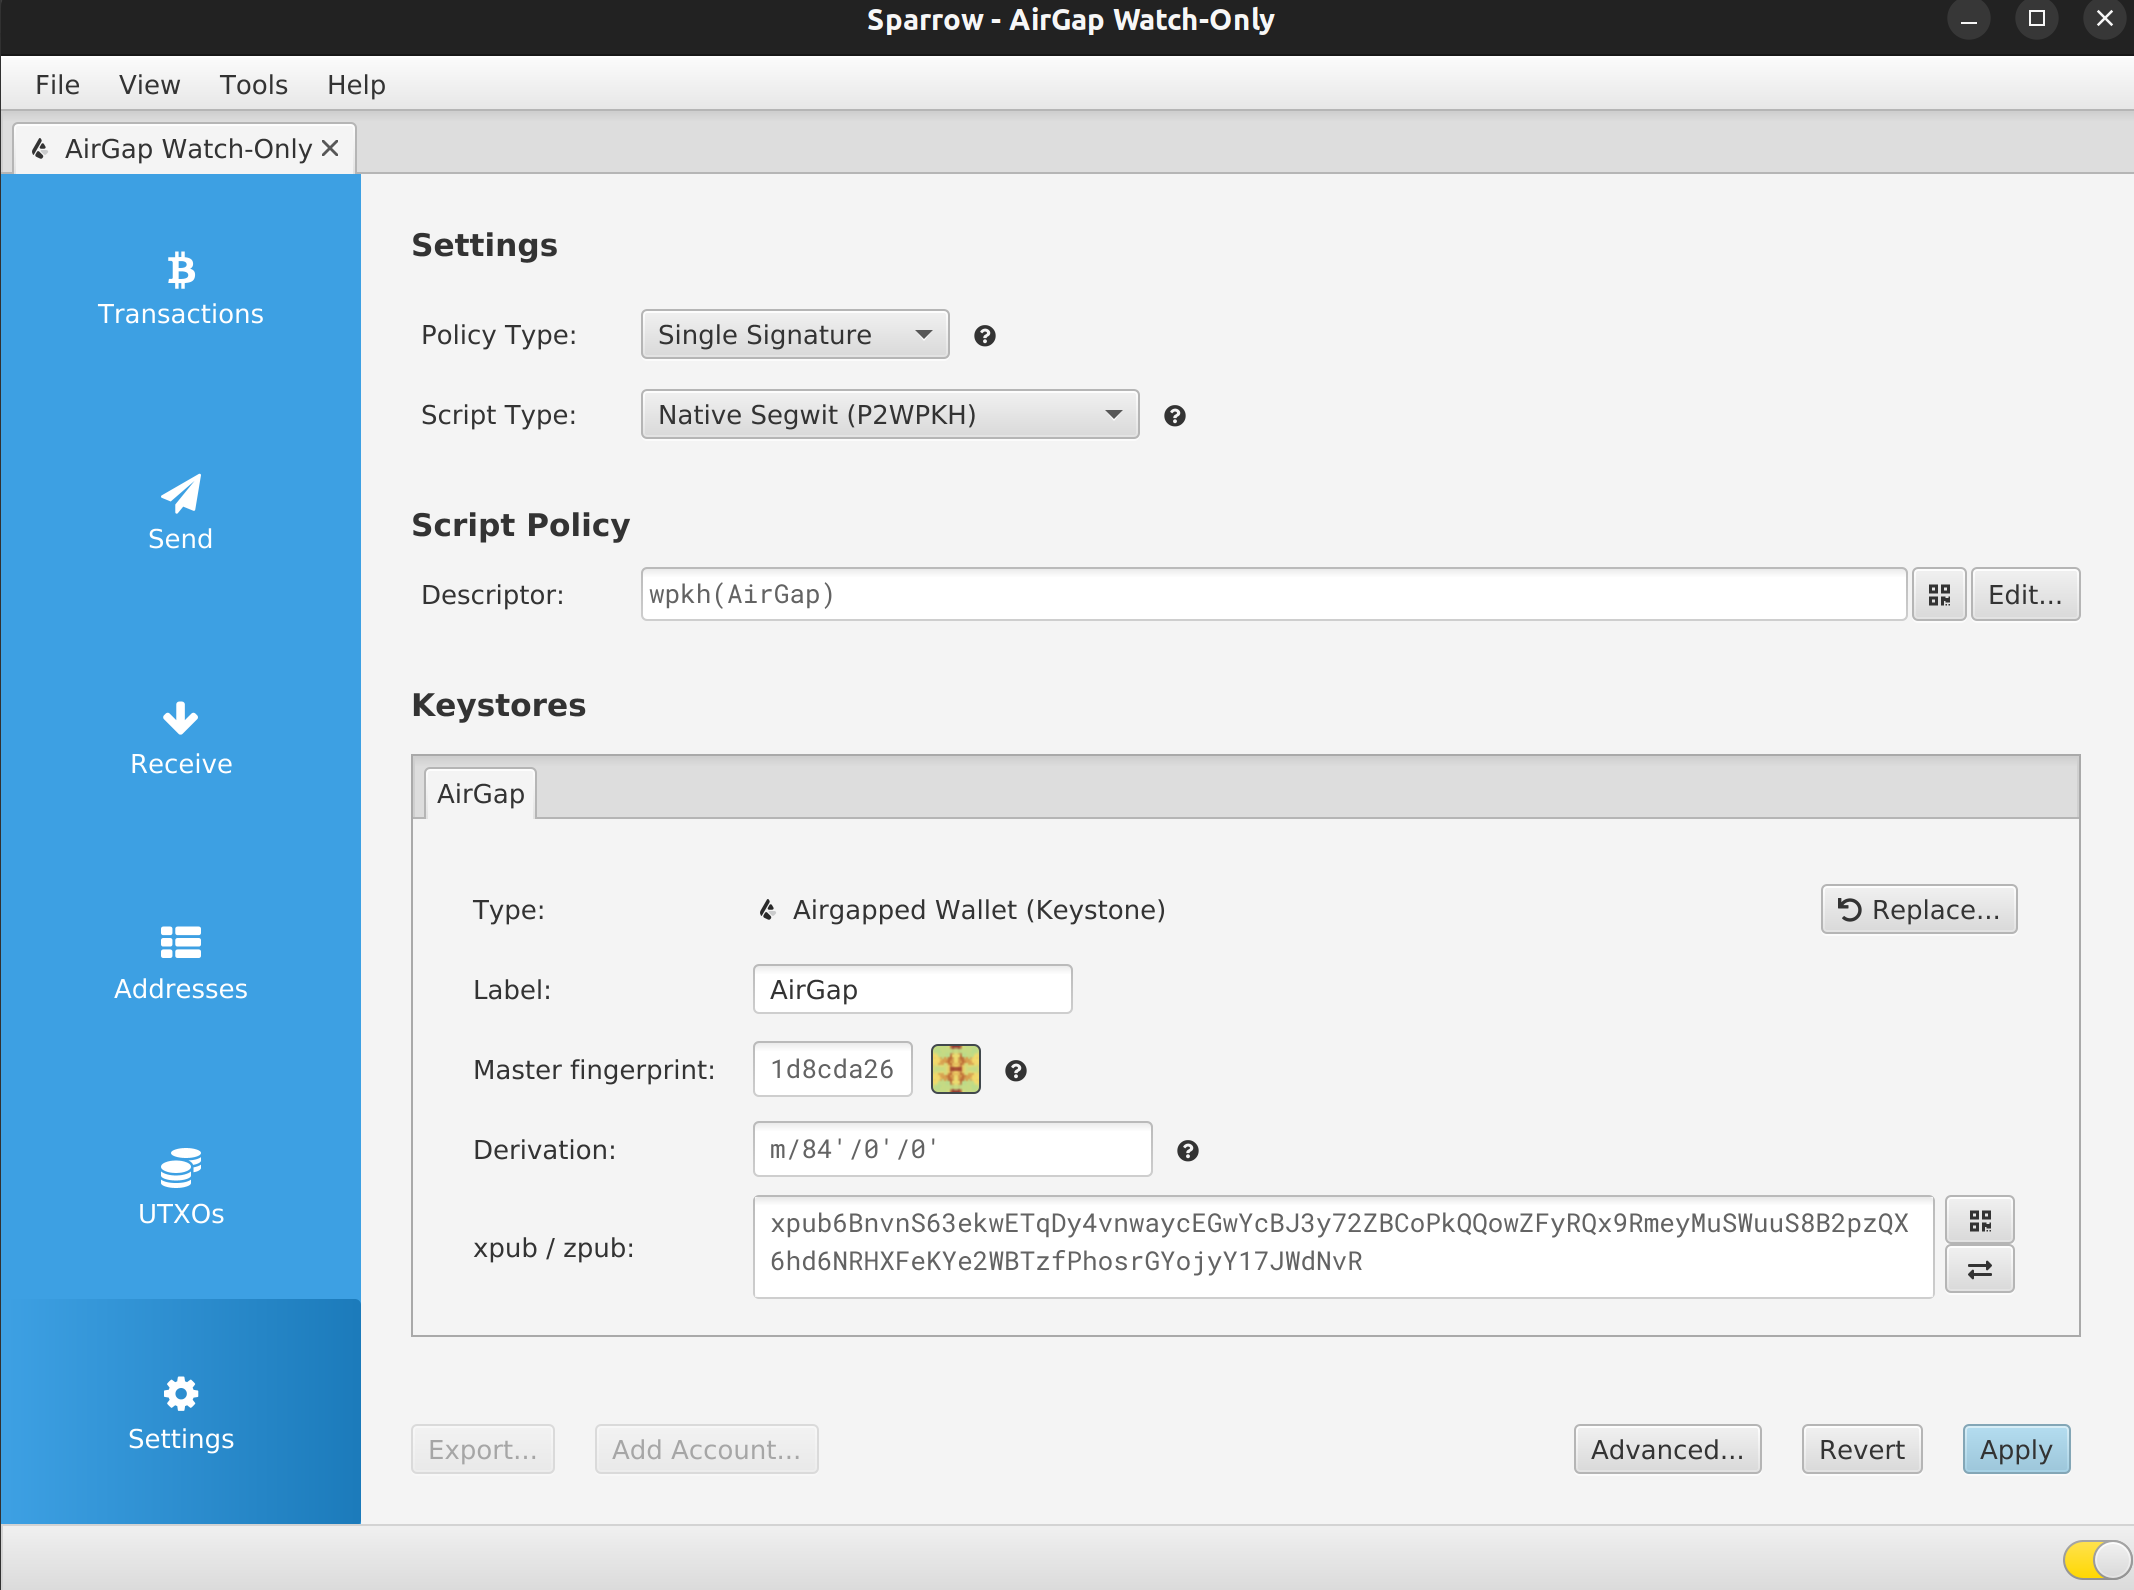 Sparrow - AirGap Watch-Only
File View Tools Help
AirGap Watch-Only
Transactions
Send
Receive
Addresses
UTXOs
Settings
Settings
Policy Type: Single Signature
Script Type: Native Segwit (P2WPKH)
Script Policy
Descriptor: wpkh(AirGap) Edit...
Keystores
AirGap
Type: Airgapped Wallet (Keystone) Replace...
Label: AirGap
Master fingerprint: 1d8cda26
Derivation: m/84'/0'/0'
xpub / zpub: xpub6BnvnS63ekwETqDy4vnwaycEGwYcBJ3y72ZBCoPkQQowZFyRQx9RmeyMuSWuuS8B2pzQX
6hd6NRHXFeKYe2WBTzfPhosrGYojyY17JWdNvR
Export... Add Account... Advanced... Revert Apply